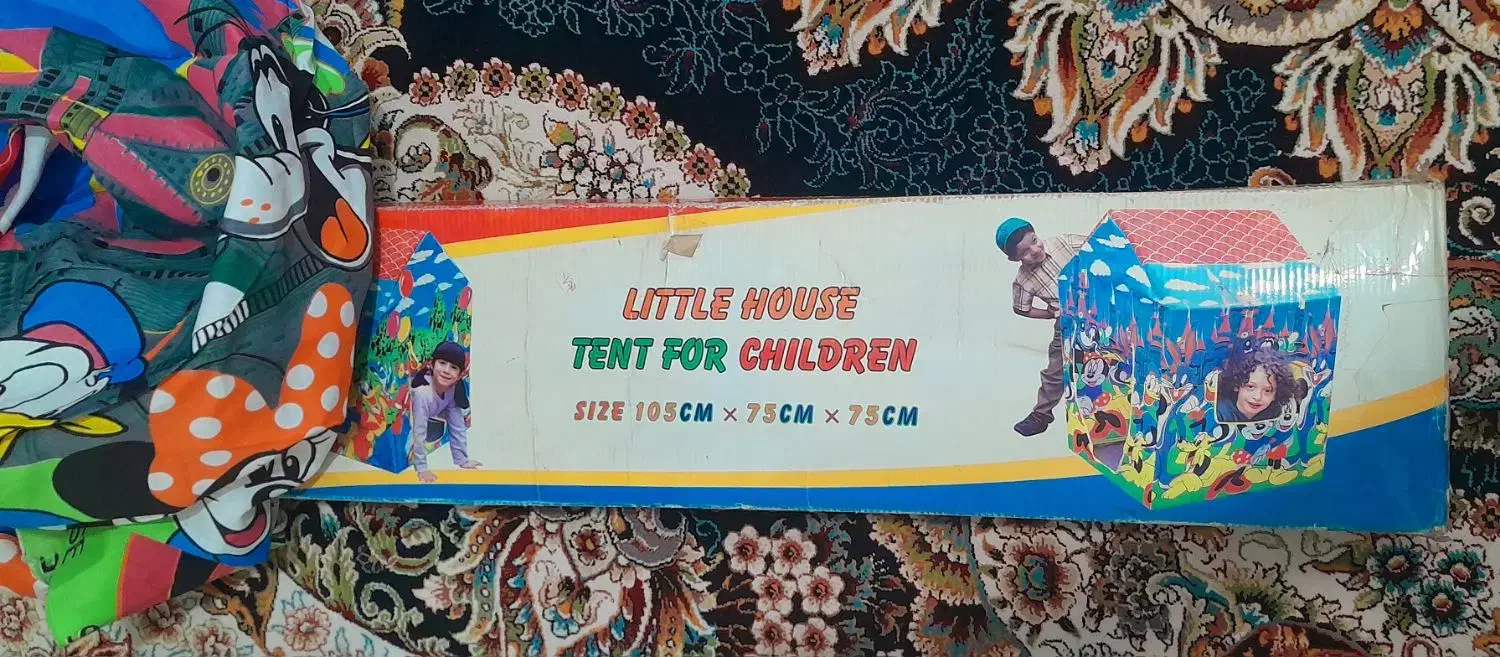 LITTLE HOUSE
TENT FOR CHILDREN
SIZE 105CM × 75CM × 75CM